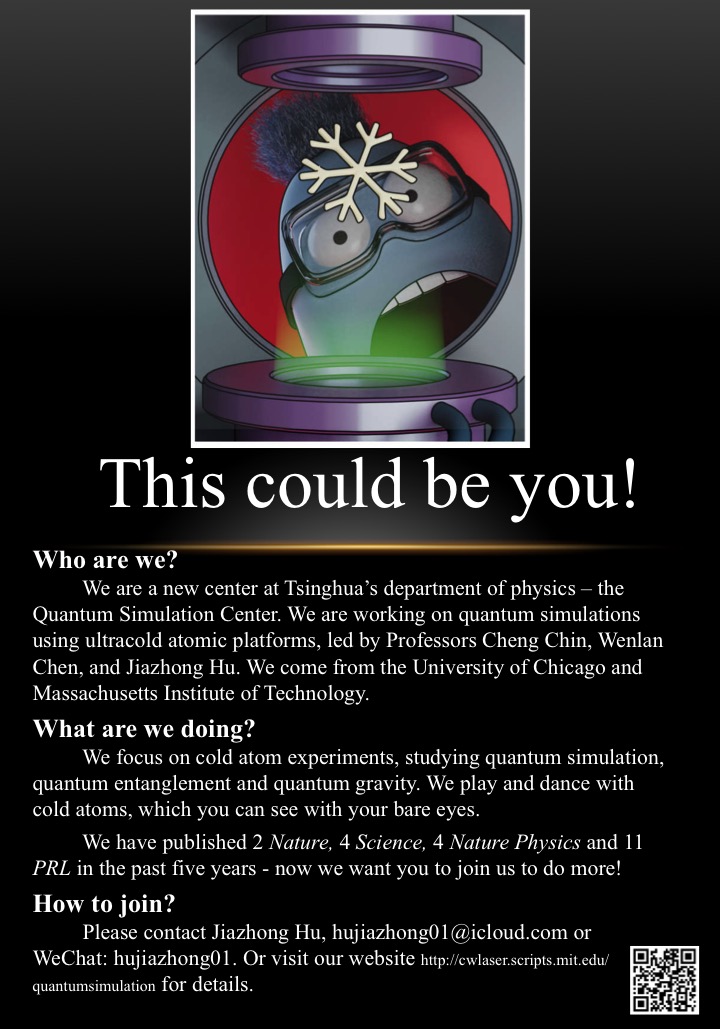 This could be you!
Who are we?
We are a new center at Tsinghua’s department of physics – the
Quantum Simulation Center. We are working on quantum simulations
using ultracold atomic platforms, led by Professors Cheng Chin, Wenlan
Chen, and Jiazhong Hu. We come from the University of Chicago and
Massachusetts Institute of Technology.
What are we doing?
We focus on cold atom experiments, studying quantum simulation,
quantum entanglement and quantum gravity. We play and dance with
cold atoms, which you can see with your bare eyes.
We have published 2 Nature, 4 Science, 4 Nature Physics and 11
PRL in the past five years - now we want you to join us to do more!
How to join?
Please contact Jiazhong Hu, hujiazhong01@icloud.com or
WeChat: hujiazhong01. Or visit our website http://cwlaser.scripts.mit.edu/
quantumsimulation for details.